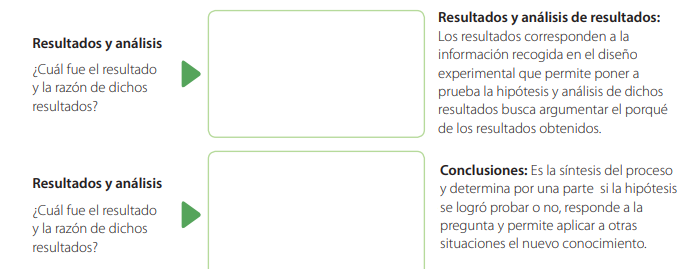 Resultados y análisis
¿Cuál fue el resultado
y la razón de dichos
resultados?
Resultados y análisis de resultados:
Los resultados corresponden a la
información recogida en el diseño
experimental que permite poner a
prueba la hipótesis y análisis de dichos
resultados busca argumentar el porqué
de los resultados obtenidos.
Resultados y análisis
¿Cuál fue el resultado
y la razón de dichos
resultados?
Conclusiones: Es la síntesis del proceso
y determina por una parte si la hipótesis
se logró probar o no, responde a la
pregunta y permite aplicar a otras
situaciones el nuevo conocimiento.